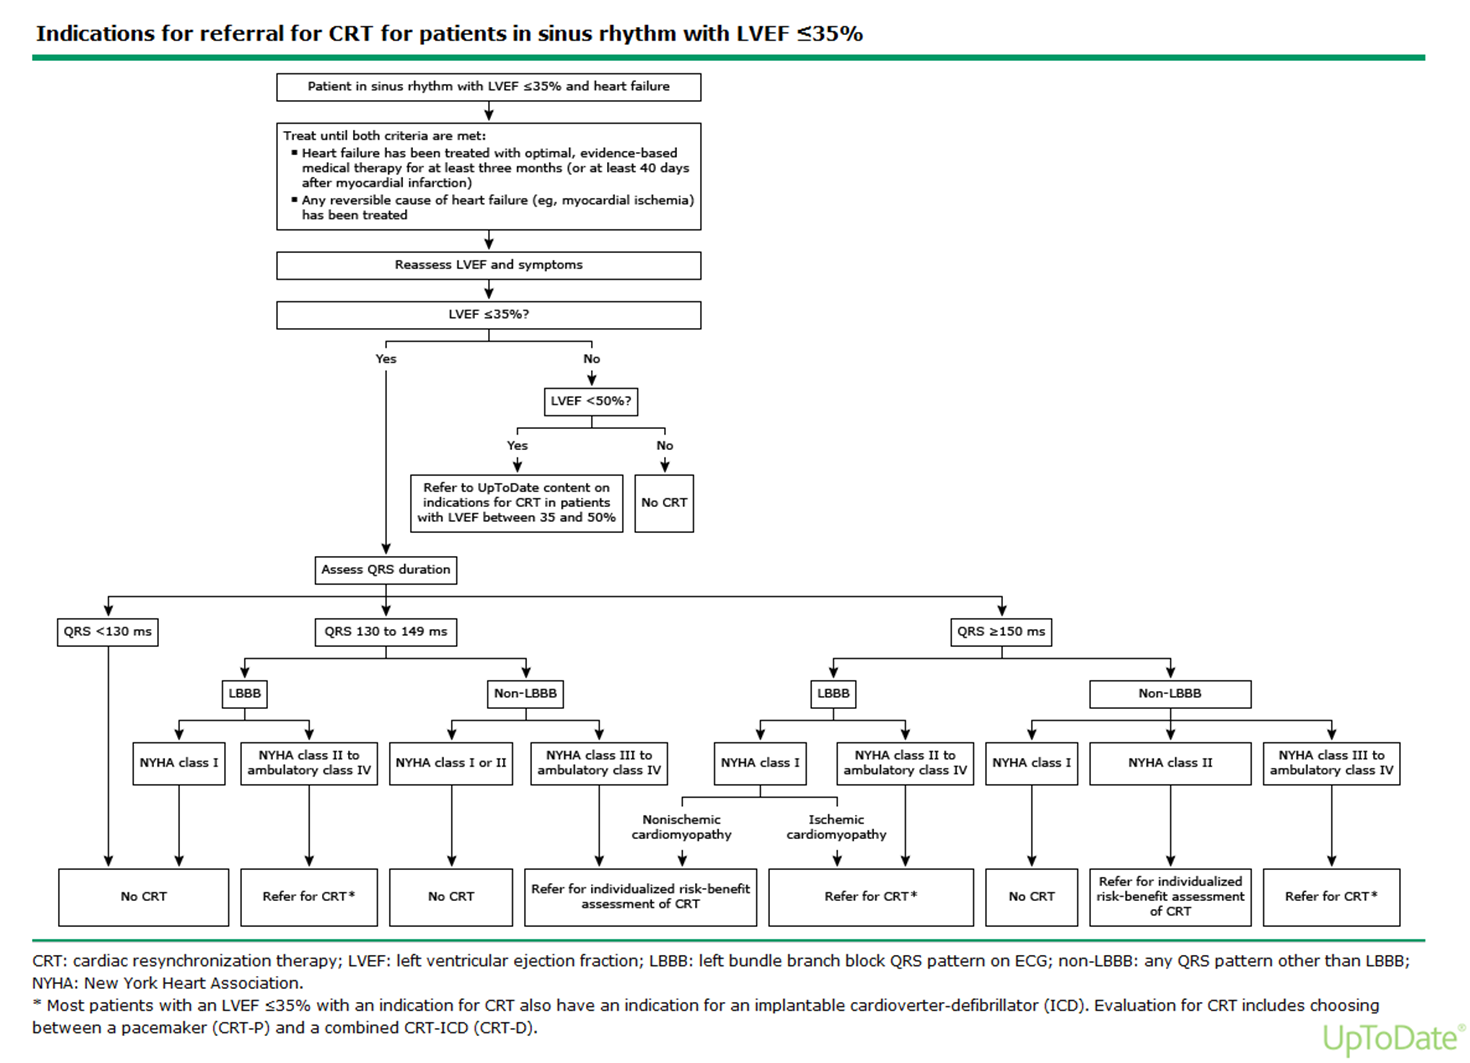 Indications for referral for CRT for patients in sinus rhythm with LVEF ≤35%
Patient in sinus rhythm with LVEF ≤35% and heart failure
Treat until both criteria are met:
▪ Heart failure has been treated with optimal, evidence-based
medical therapy for at least three months (or at least 40 days
after myocardial infarction)
▪ Any reversible cause of heart failure (eg, myocardial ischemia)
has been treated
Reassess LVEF and symptoms
LVEF ≤35%?
Yes
No
LVEF <50%?
Yes
No
Refer to UpToDate content on
indications for CRT in patients
with LVEF between 35 and 50%
No CRT
Assess QRS duration
QRS <130 ms
QRS 130 to 149 ms
QRS ≥150 ms
LBBB
Non-LBBB
LBBB
Non-LBBB
NYHA class I
NYHA class II to
ambulatory class IV
NYHA class I or II
NYHA class III to
ambulatory class IV
NYHA class I
NYHA class II to
ambulatory class IV
NYHA class I
NYHA class II
NYHA class III to
ambulatory class IV
Nonischemic
cardiomyopathy
Ischemic
cardiomyopathy
No CRT
Refer for CRT*
No CRT
Refer for individualized risk-benefit
assessment of CRT
Refer for CRT*
No CRT
Refer for individualized
risk-benefit assessment
of CRT
Refer for CRT*
CRT: cardiac resynchronization therapy; LVEF: left ventricular ejection fraction; LBBB: left bundle branch block QRS pattern on ECG; non-LBBB: any QRS pattern other than LBBB;
NYHA: New York Heart Association.
* Most patients with an LVEF ≤35% with an indication for CRT also have an indication for an implantable cardioverter-defibrillator (ICD). Evaluation for CRT includes choosing
between a pacemaker (CRT-P) and a combined CRT-ICD (CRT-D).
UpToDate®